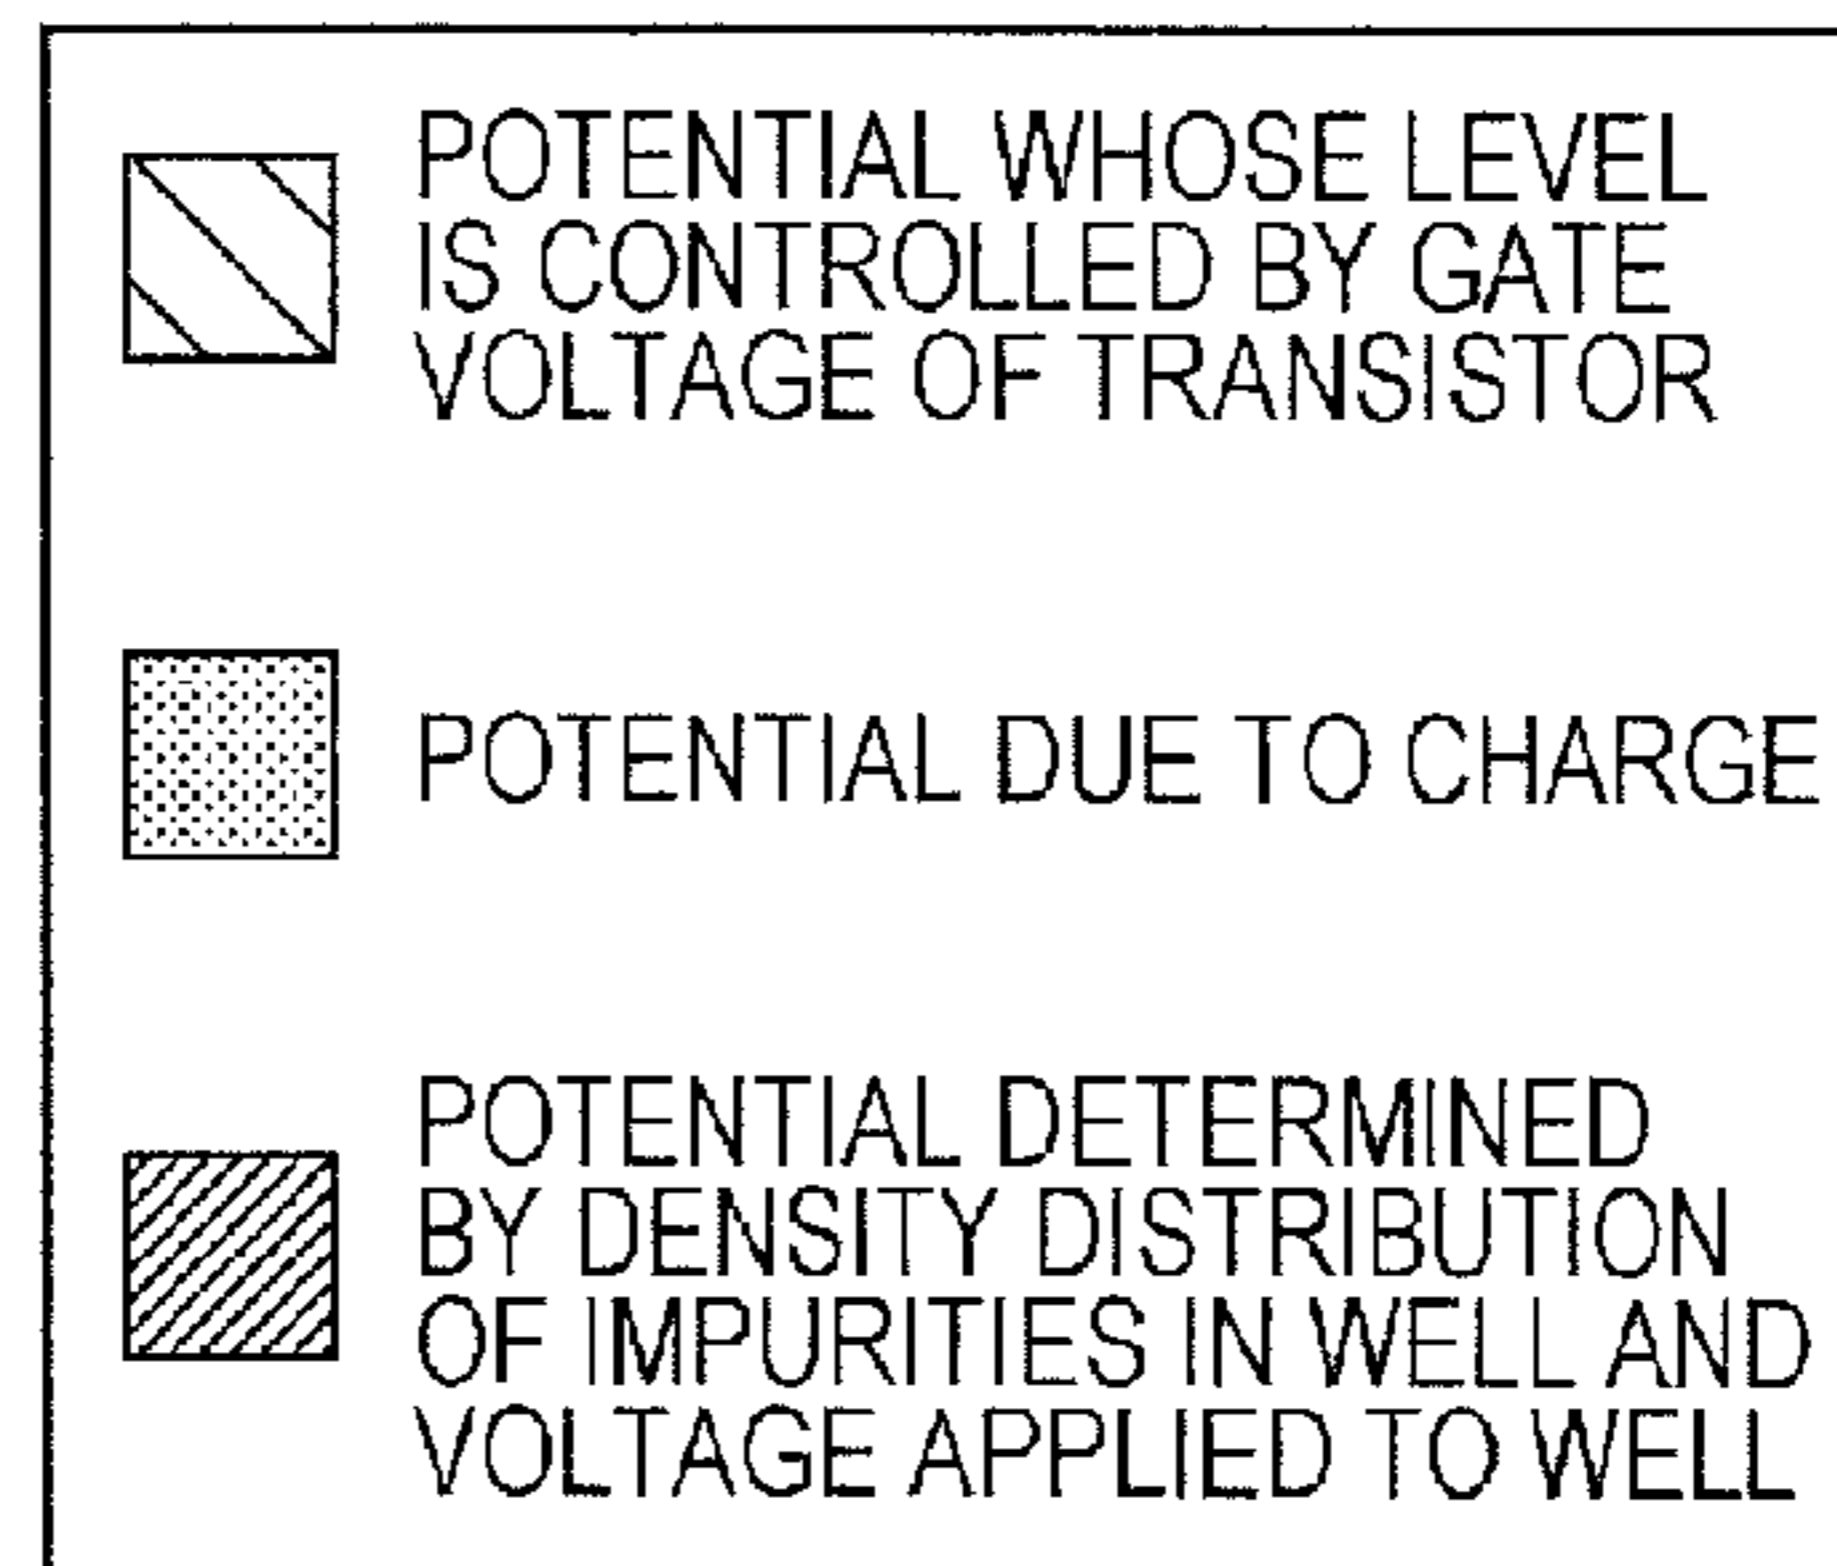 POTENTIAL WHOSE LEVEL
IS CONTROLLED BY GATE
VOLTAGE OF TRANSISTOR
POTENTIAL DUE TO CHARGE
POTENTIAL DETERMINED
BY DENSITY DISTRIBUTION
OF IMPURITIES IN WELL AND
VOLTAGE APPLIED TO WELL